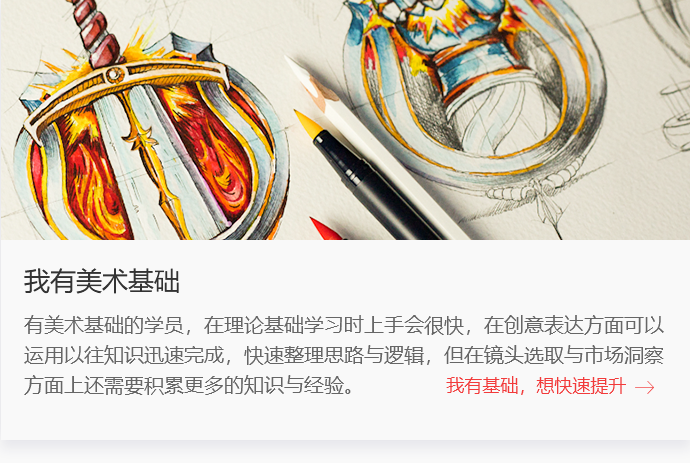 我有美术基础
有美术基础的学员，在理论基础学习时上手会很快，在创意表达方面可以
运用以往知识迅速完成，快速整理思路与逻辑，但在镜头选取与市场洞察
方面上还需要积累更多的知识与经验。
我有基础，想快速提升